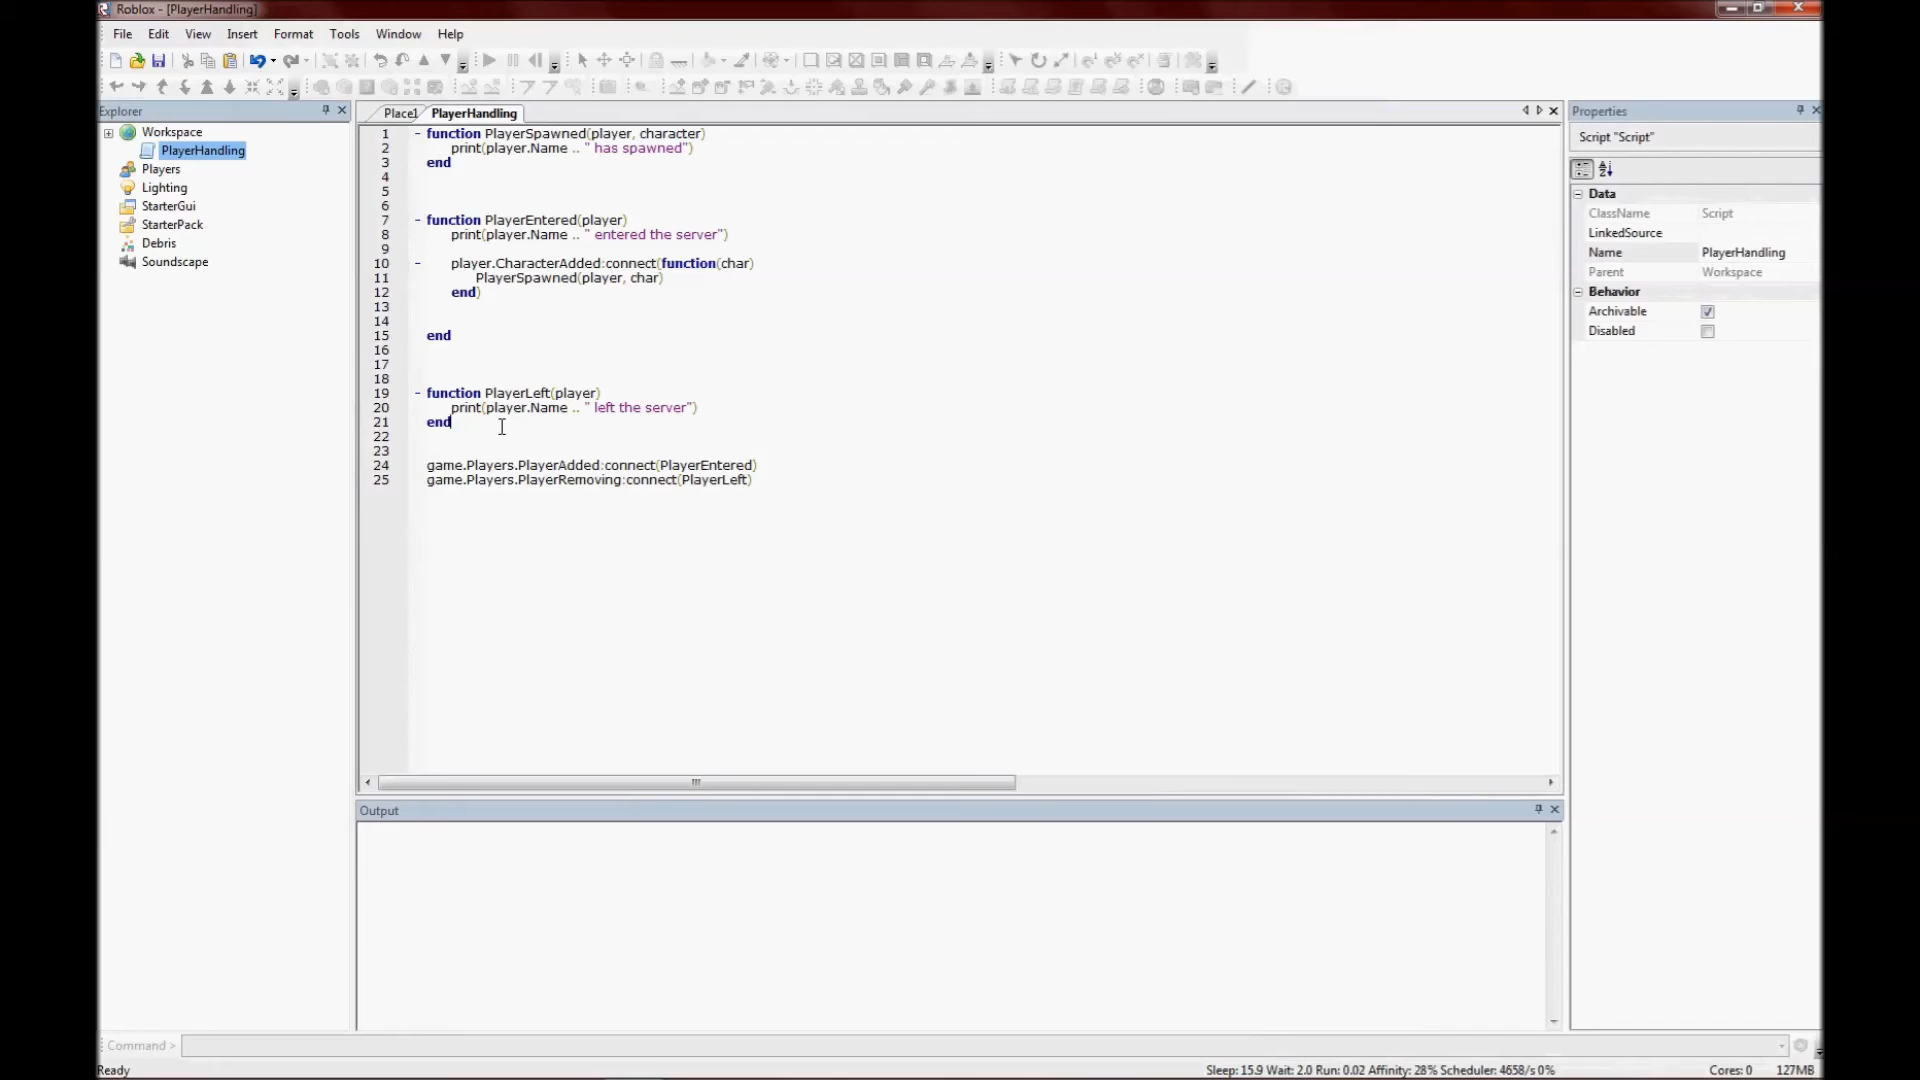 Roblox - [PlayerHandling]
File Edit View Insert Format Tools Window Help
Explorer
Workspace
PlayerHandling
Players
Lighting
StarterGui
StarterPack
Debris
Soundscape
Place1 PlayerHandling
1 - function PlayerSpawned(player, character)
2 print(player.Name .. " has spawned")
3 end
4
5
6
7 - function PlayerEntered(player)
8 print(player.Name .. " entered the server")
9
10 - player.CharacterAdded:connect(function(char)
11 PlayerSpawned(player, char)
12 end)
13
14
15 end
16
17
18
19 - function PlayerLeft(player)
20 print(player.Name .. " left the server")
21 end
22
23
24 game.Players.PlayerAdded:connect(PlayerEntered)
25 game.Players.PlayerRemoving:connect(PlayerLeft)
Output
Properties
Script "Script"
Data
ClassName Script
LinkedSource
Name PlayerHandling
Parent Workspace
Behavior
Archivable
Disabled
Command >
Ready
Sleep: 15.9 Wait: 2.0 Run: 0.02 Affinity: 28% Scheduler: 4658/s 0%
Cores: 0
127MB